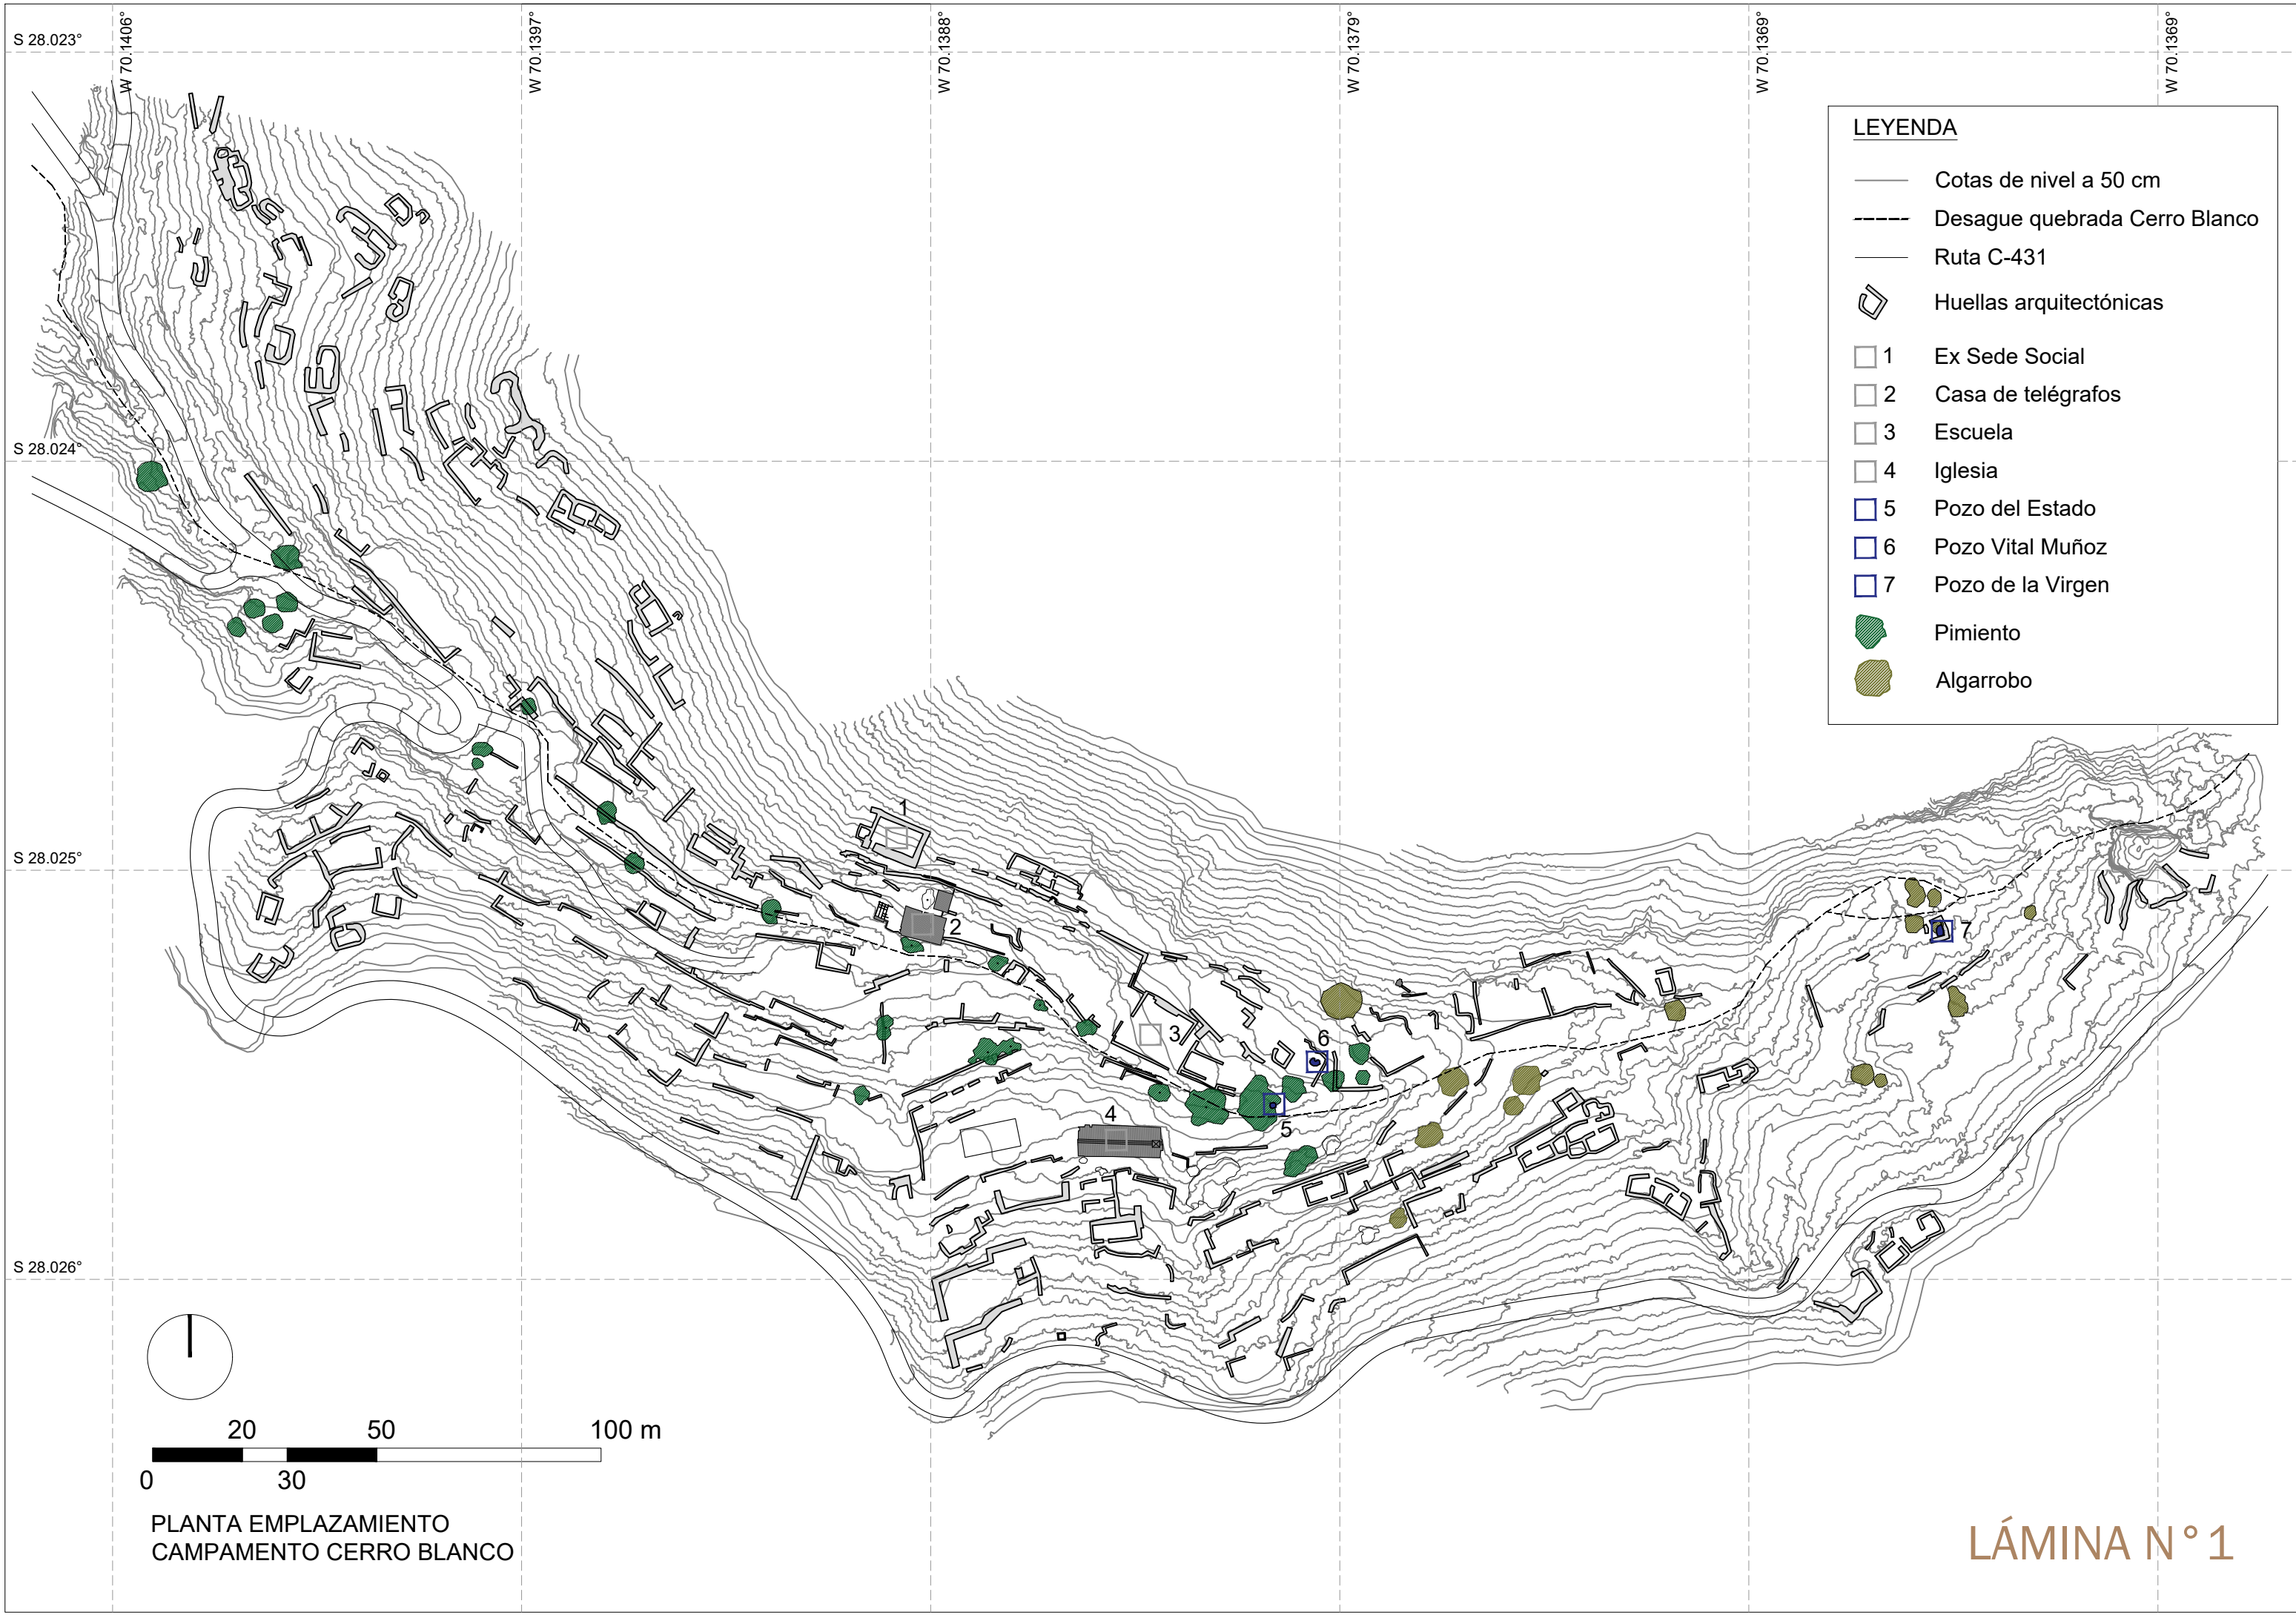 W 70.1406°
W 70.1397°
W 70.1388°
W 70.1379°
W 70.1369°
W 70.1369°
S 28.023°
S 28.024°
S 28.025°
S 28.026°
LEYENDA
Cotas de nivel a 50 cm
Desague quebrada Cerro Blanco
Ruta C-431
Huellas arquitectónicas
1 Ex Sede Social
2 Casa de telégrafos
3 Escuela
4 Iglesia
5 Pozo del Estado
6 Pozo Vital Muñoz
7 Pozo de la Virgen
Pimiento
Algarrobo
1
2
3
4
5
6
7
20 50 100 m
0 30
PLANTA EMPLAZAMIENTO
CAMPAMENTO CERRO BLANCO
LÁMINA N°1